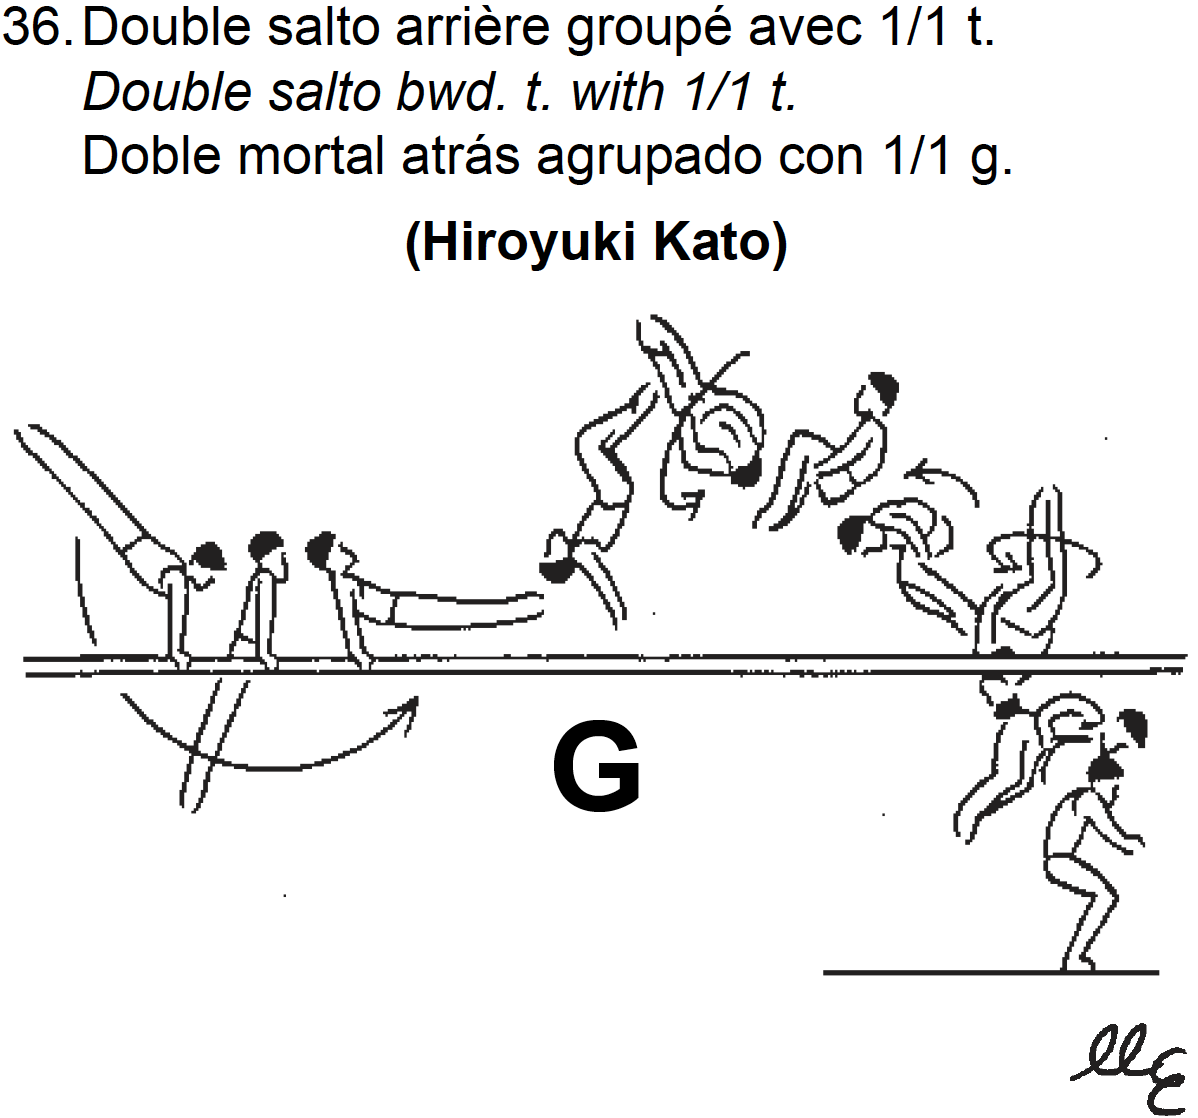 36. Double salto arrière groupé avec 1/1 t.
Double salto bwd. t. with 1/1 t.
Doble mortal atrás agrupado con 1/1 g.
(Hiroyuki Kato)
G